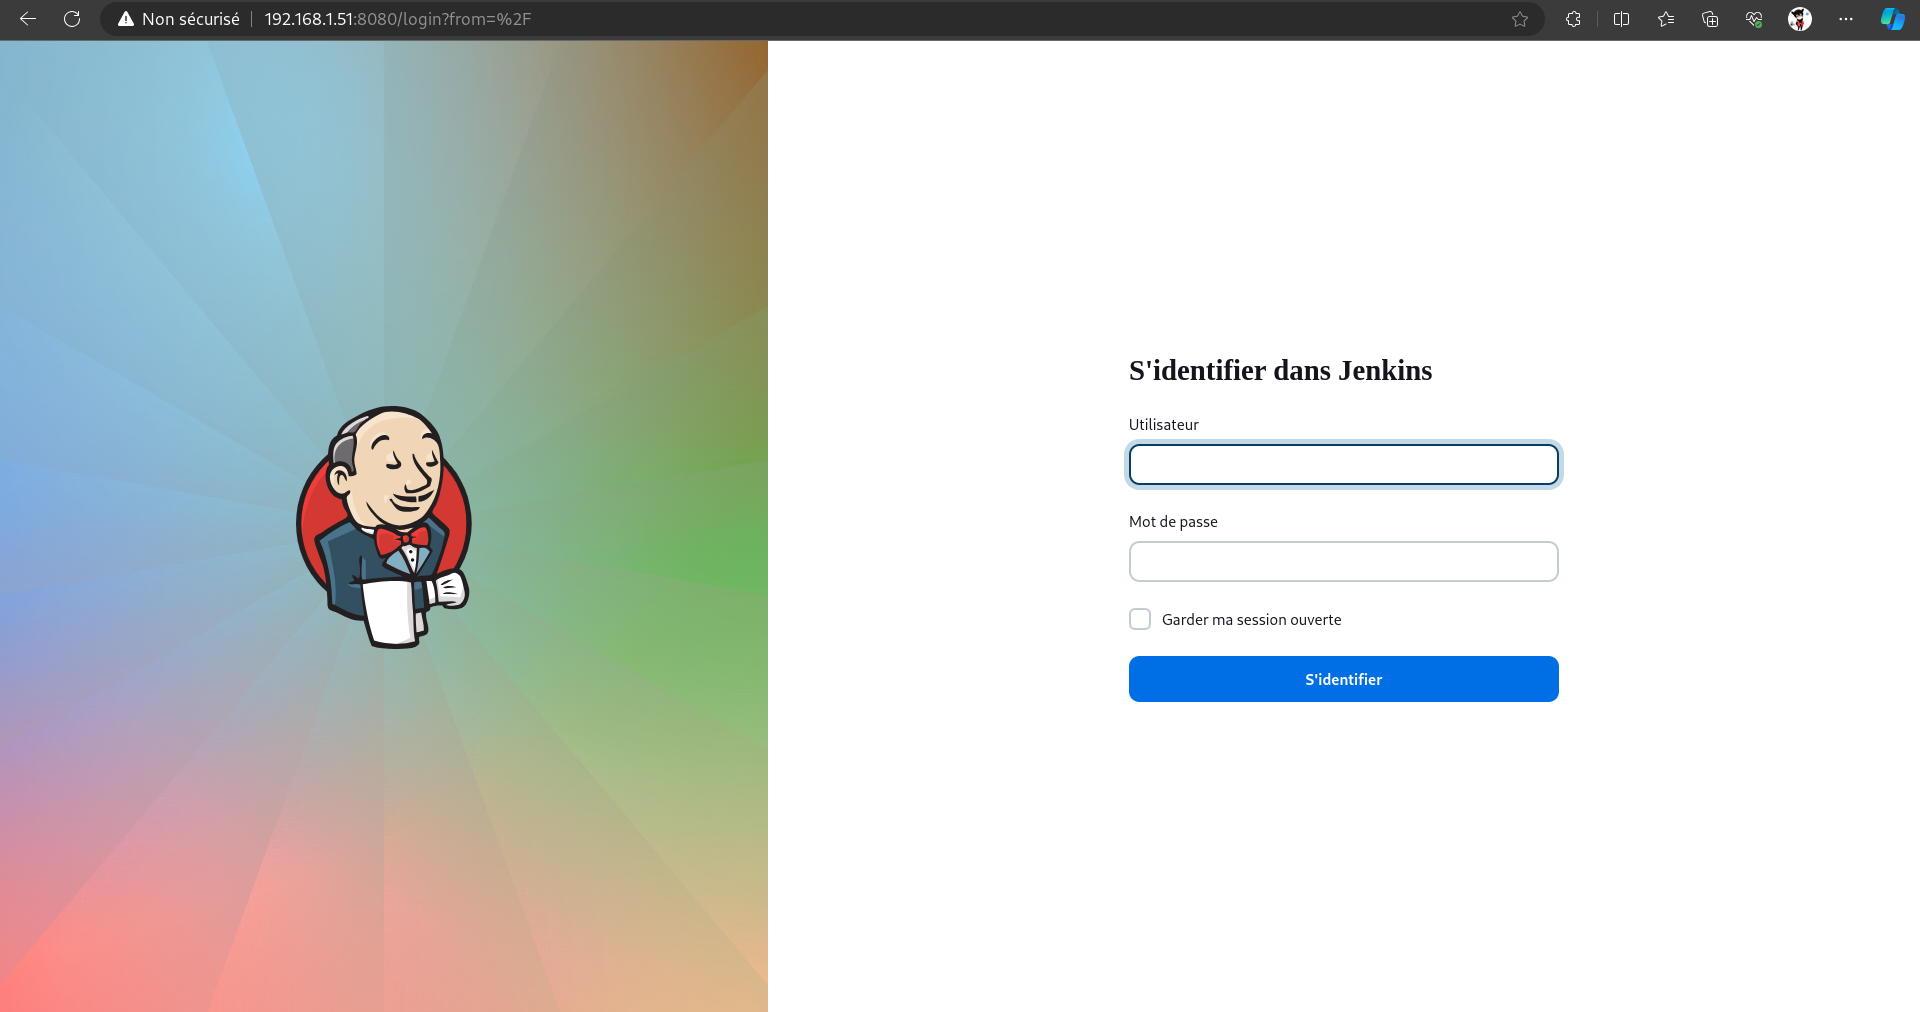 Non sécurisé
192.168.1.51:8080/login?from=%2F
S'identifier dans Jenkins
Utilisateur
Mot de passe
Garder ma session ouverte
S'identifier